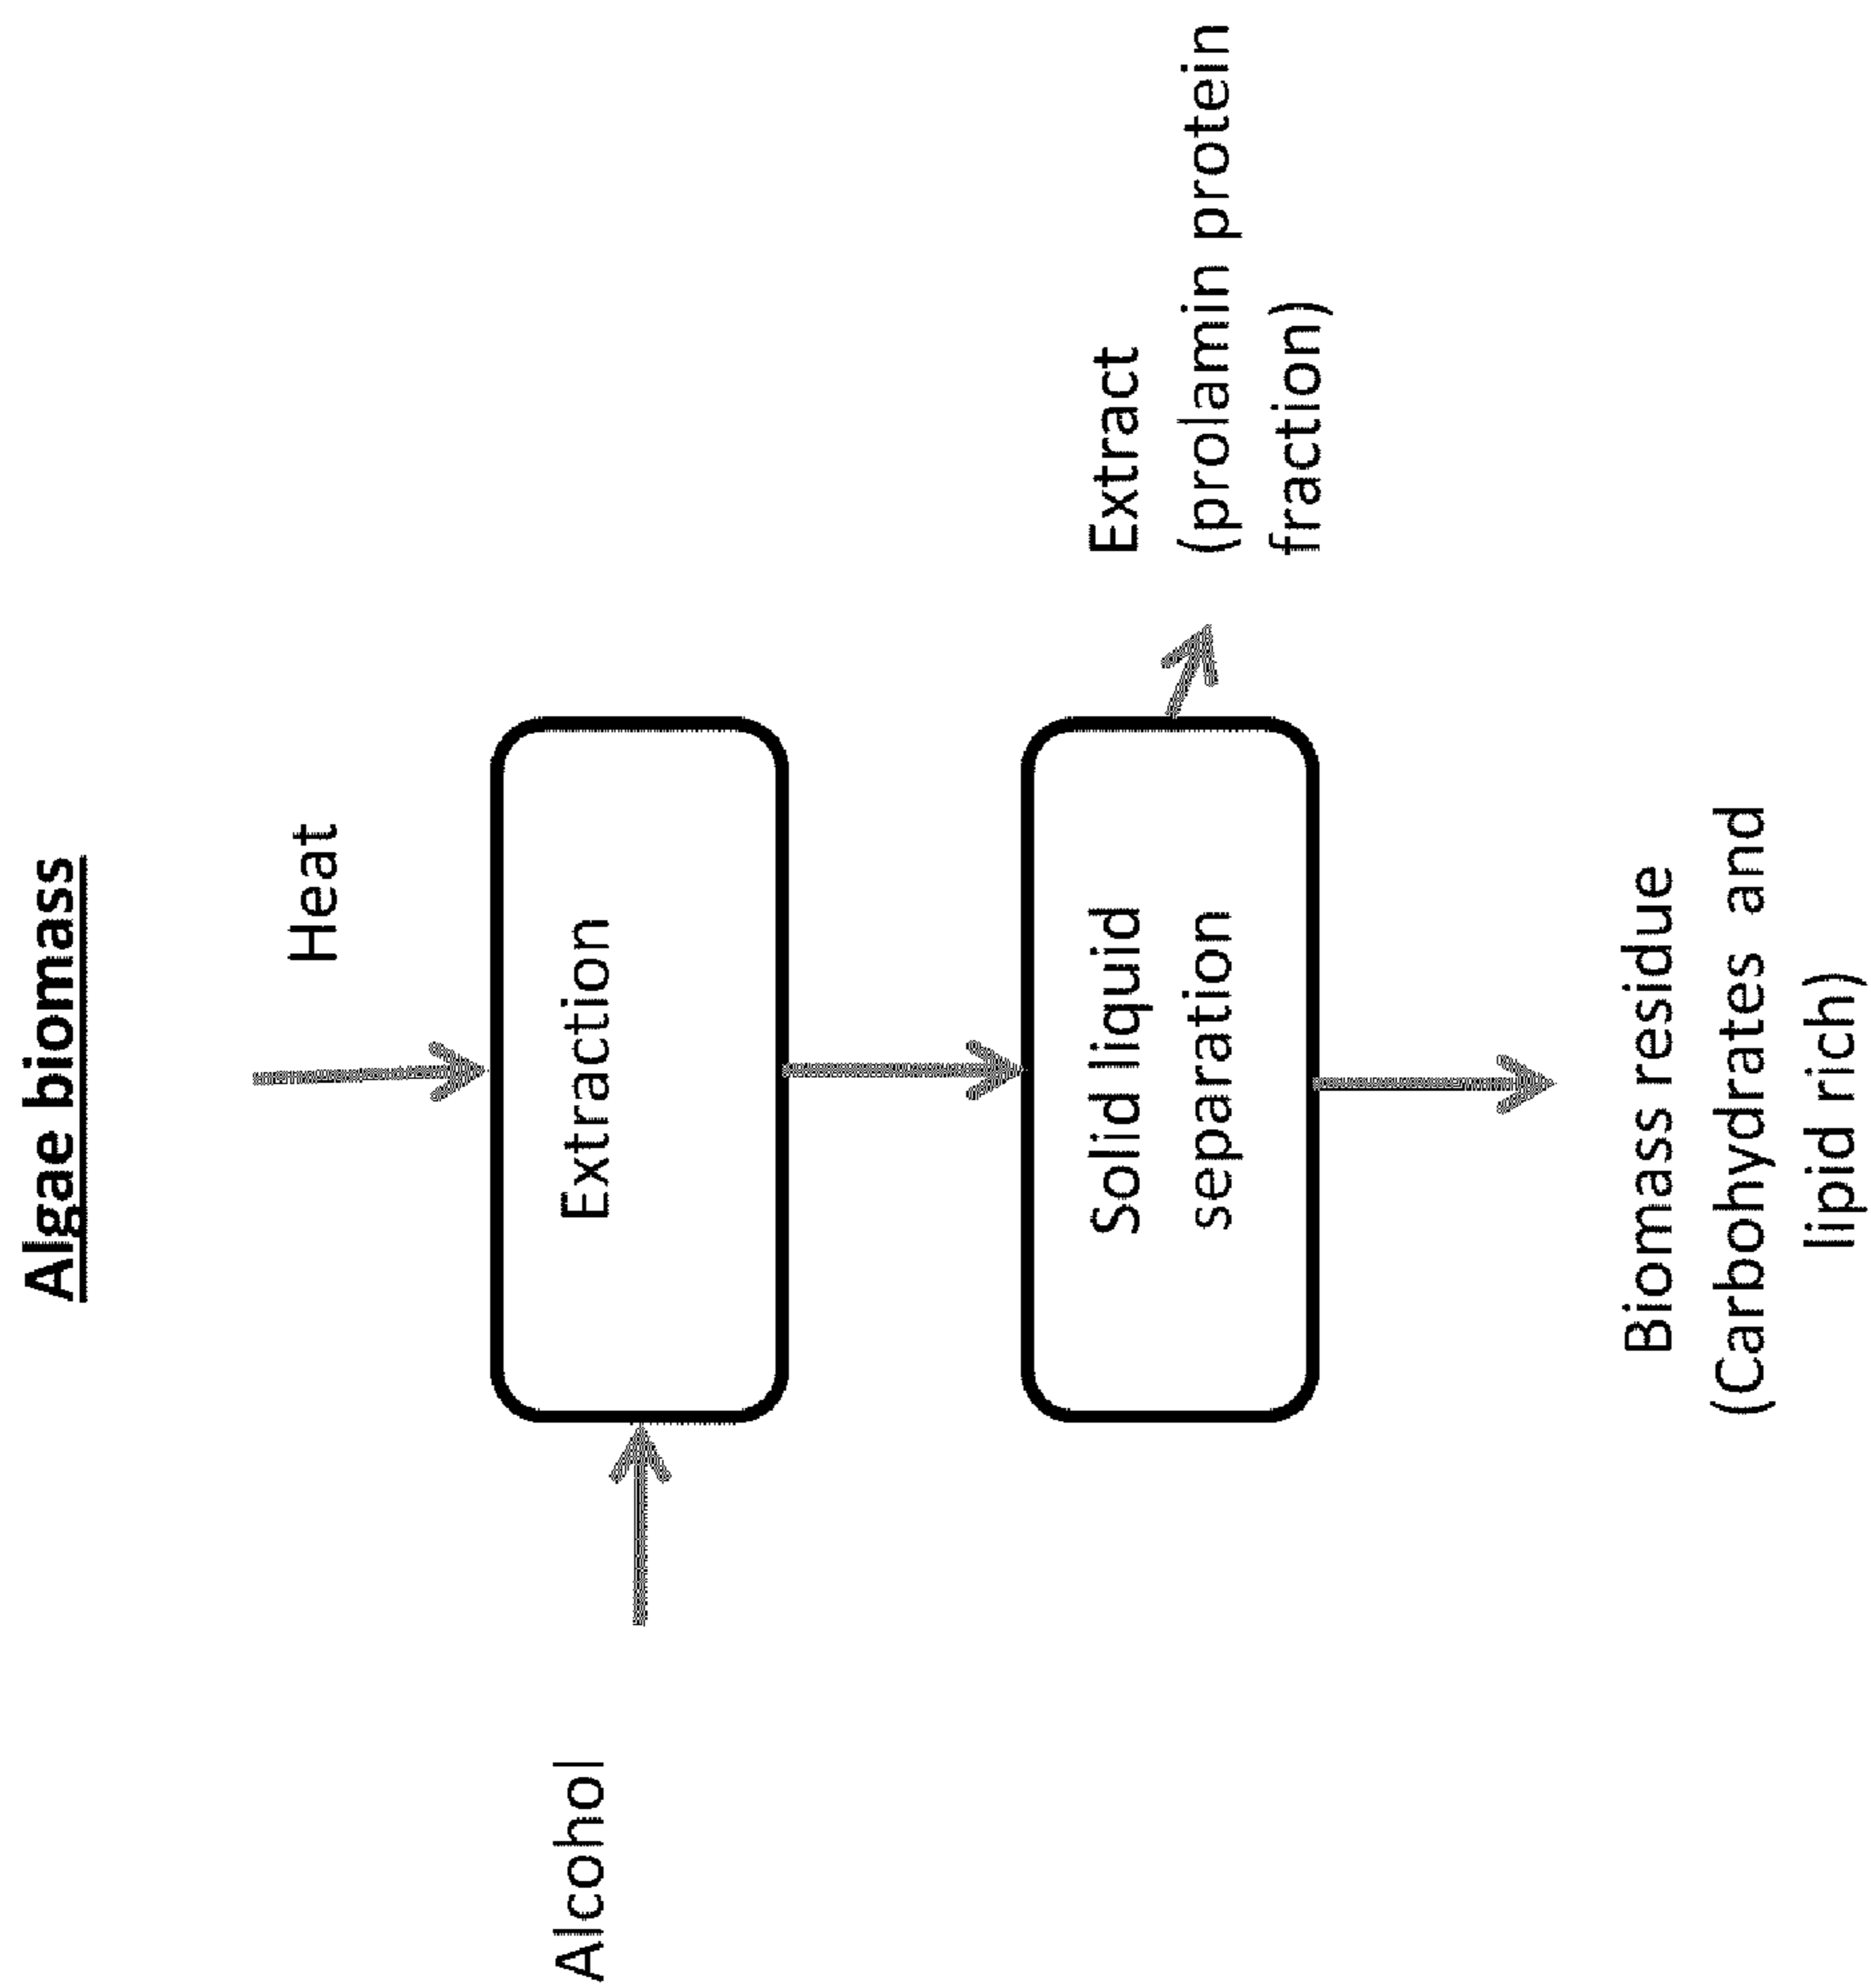 Algae biomass
Heat
Alcohol
Extraction
Solid liquid
separation
Extract
(prolamin protein
fraction)
Biomass residue
(Carbohydrates and
lipid rich)